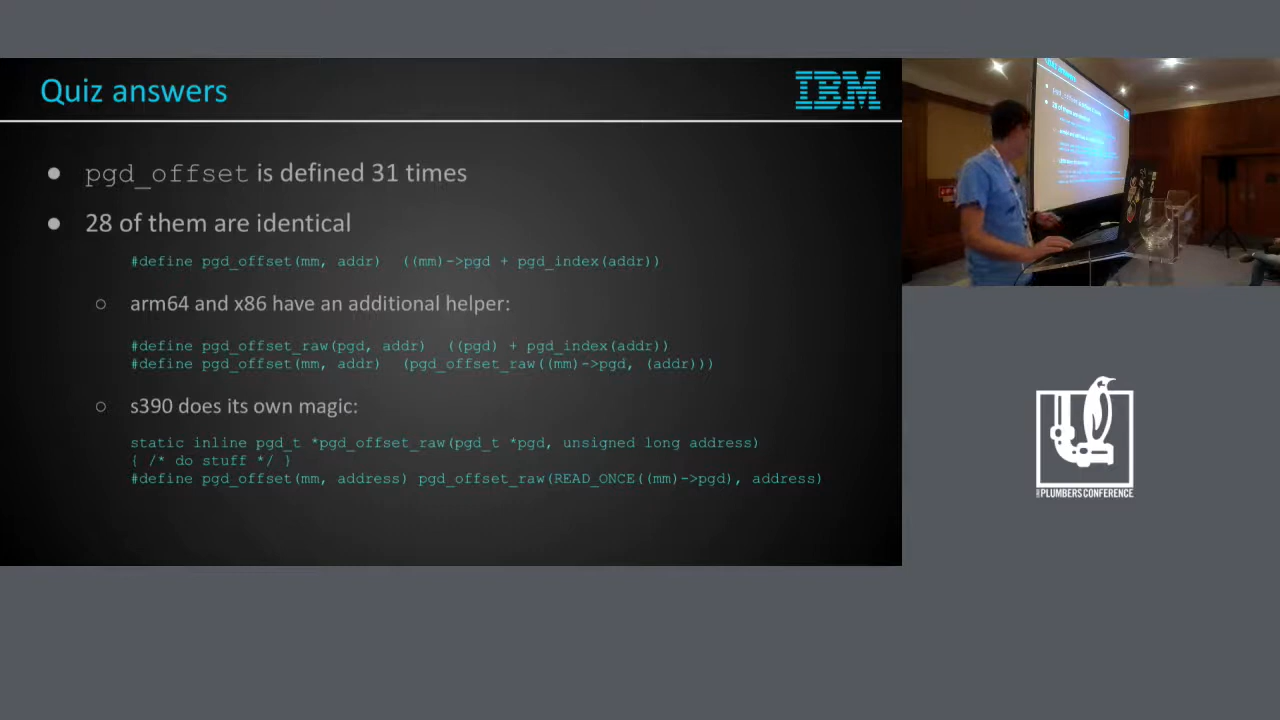 Quiz answers
IBM
pgd_offset is defined 31 times
28 of them are identical
#define pgd_offset(mm, addr) ((mm)->pgd + pgd_index(addr))
arm64 and x86 have an additional helper:
#define pgd_offset_raw(pgd, addr) ((pgd) + pgd_index(addr))
#define pgd_offset(mm, addr) (pgd_offset_raw((mm)->pgd, (addr)))
s390 does its own magic:
static inline pgd_t *pgd_offset_raw(pgd_t *pgd, unsigned long address)
{ /* do stuff */ }
#define pgd_offset(mm, address) pgd_offset_raw(READ_ONCE((mm)->pgd), address)
PLUMBERS CONFERENCE